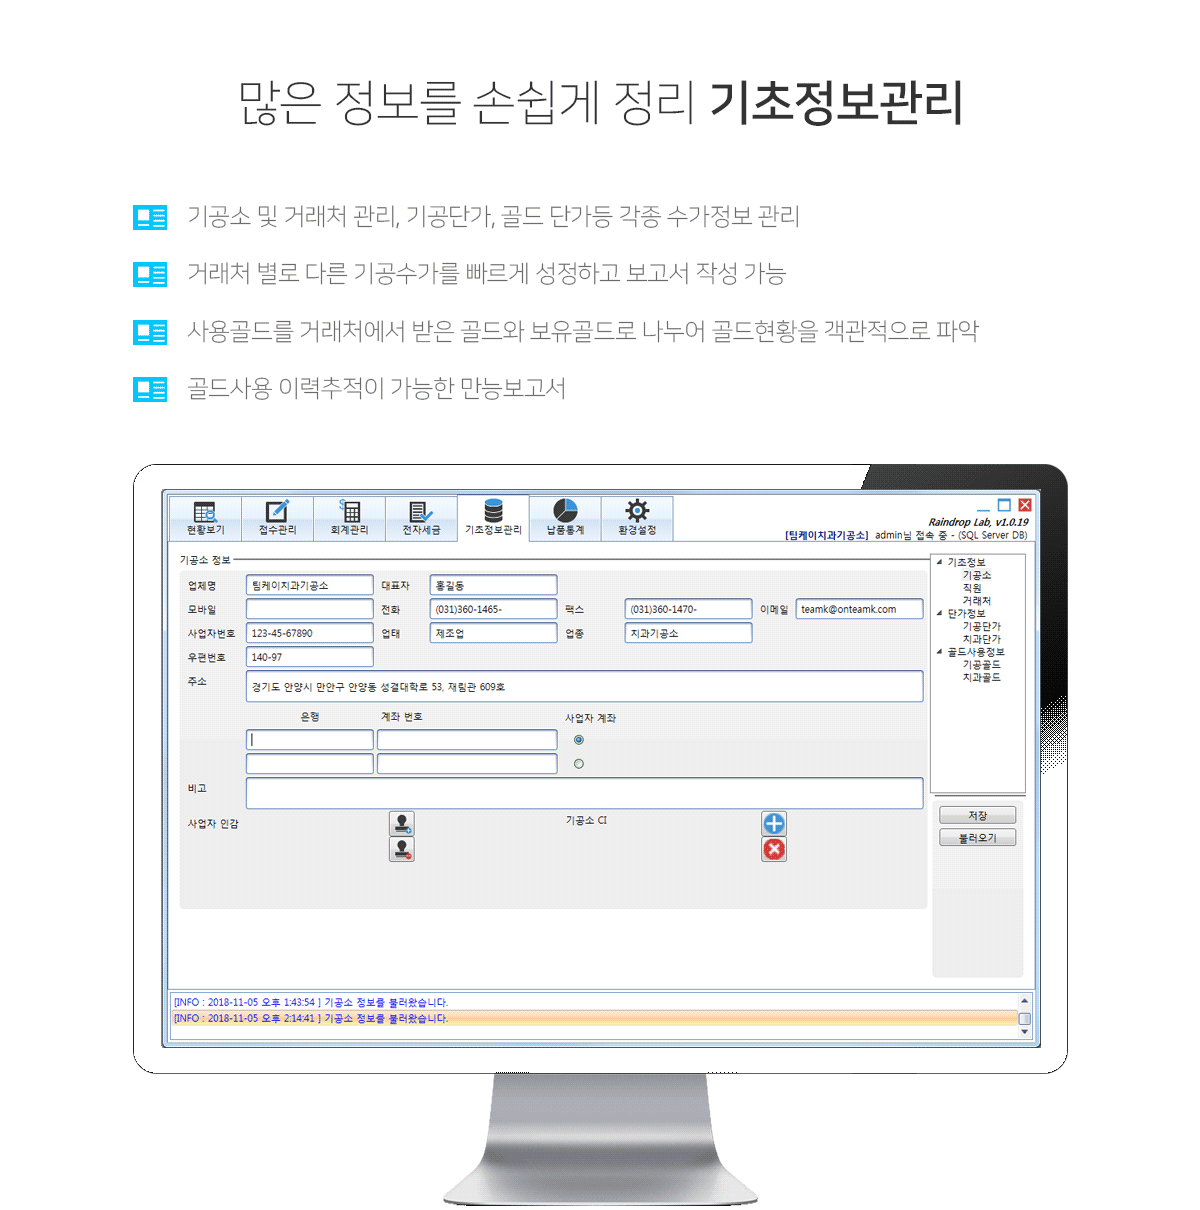 많은 정보를 손쉽게 정리 기초정보관리
기공소 및 거래처 관리, 기공단가, 골드 단가등 각종 수가정보 관리
거래처 별로 다른 기공수가를 빠르게 성정하고 보고서 작성 가능
사용골드를 거래처에서 받은 골드와 보유골드로 나누어 골드현황을 객관적으로 파악
골드사용 이력추적이 가능한 만능보고서
현황보기 접수관리 회계관리 전자세금 기초정보관리 납품통계 환경설정
Raindrop Lab, v1.0.19
[팀케이치과기공소] admin님 접속 중 - (SQL Server DB)
기공소 정보
업체명 팀케이치과기공소 대표자 홍길동
모바일 전화 (031)360-1465- 팩스 (031)360-1470- 이메일 teamk@onteamk.com
사업자번호 123-45-67890 업태 제조업 업종 치과기공소
우편번호 140-97
주소 경기도 안양시 만안구 안양동 성결대학로 53, 재림관 609호
은행 계좌 번호 사업자 계좌
비고
사업자 인감 기공소 CI
기초정보
기공소
직원
거래처
단가정보
기공단가
치과단가
골드사용정보
기공골드
치과골드
저장
불러오기
[INFO : 2018-11-05 오후 1:43:54 ] 기공소 정보를 불러왔습니다.
[INFO : 2018-11-05 오후 2:14:41 ] 기공소 정보를 불러왔습니다.